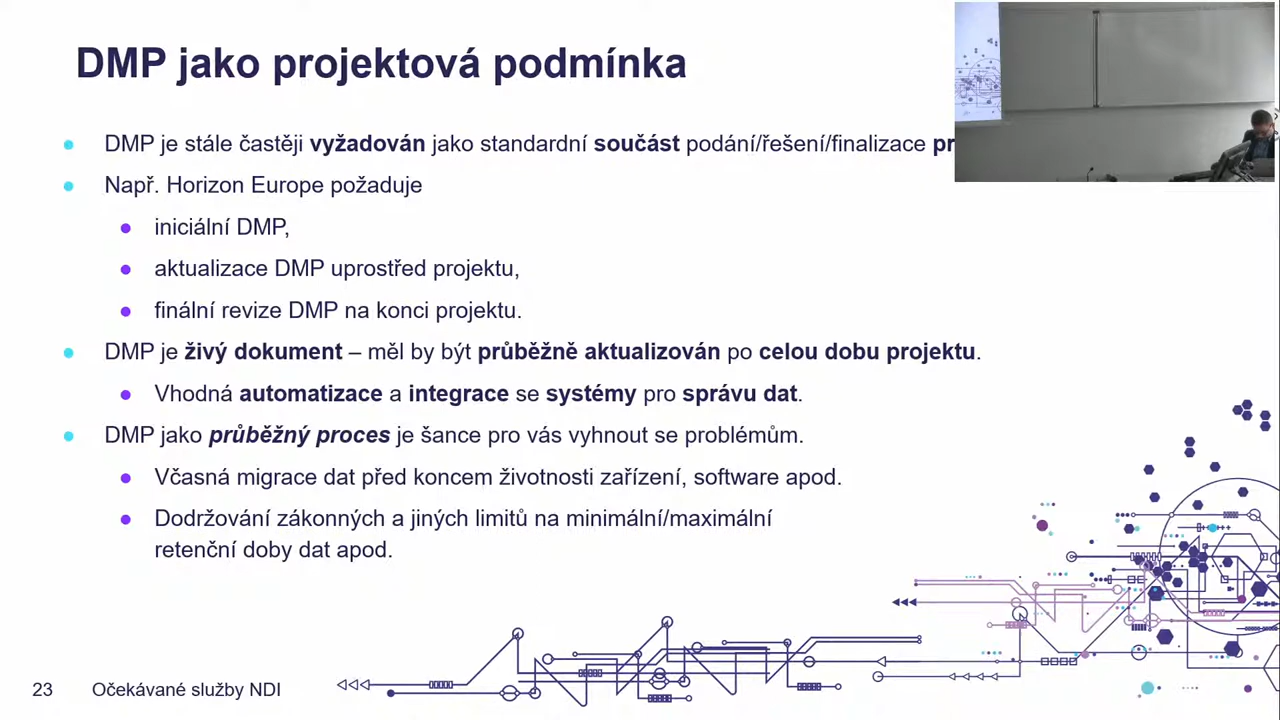 DMP jako projektová podmínka
DMP je stále častěji vyžadován jako standardní součást podání/řešení/finalizace
Např. Horizon Europe požaduje
iniciální DMP,
aktualizace DMP uprostřed projektu,
finální revize DMP na konci projektu.
DMP je živý dokument – měl by být průběžně aktualizován po celou dobu projektu.
Vhodná automatizace a integrace se systémy pro správu dat.
DMP jako průběžný proces je šance pro vás vyhnout se problémům.
Včasná migrace dat před koncem životnosti zařízení, software apod.
Dodržování zákonných a jiných limitů na minimální/maximální
retenční doby dat apod.
23 Očekávané služby NDI